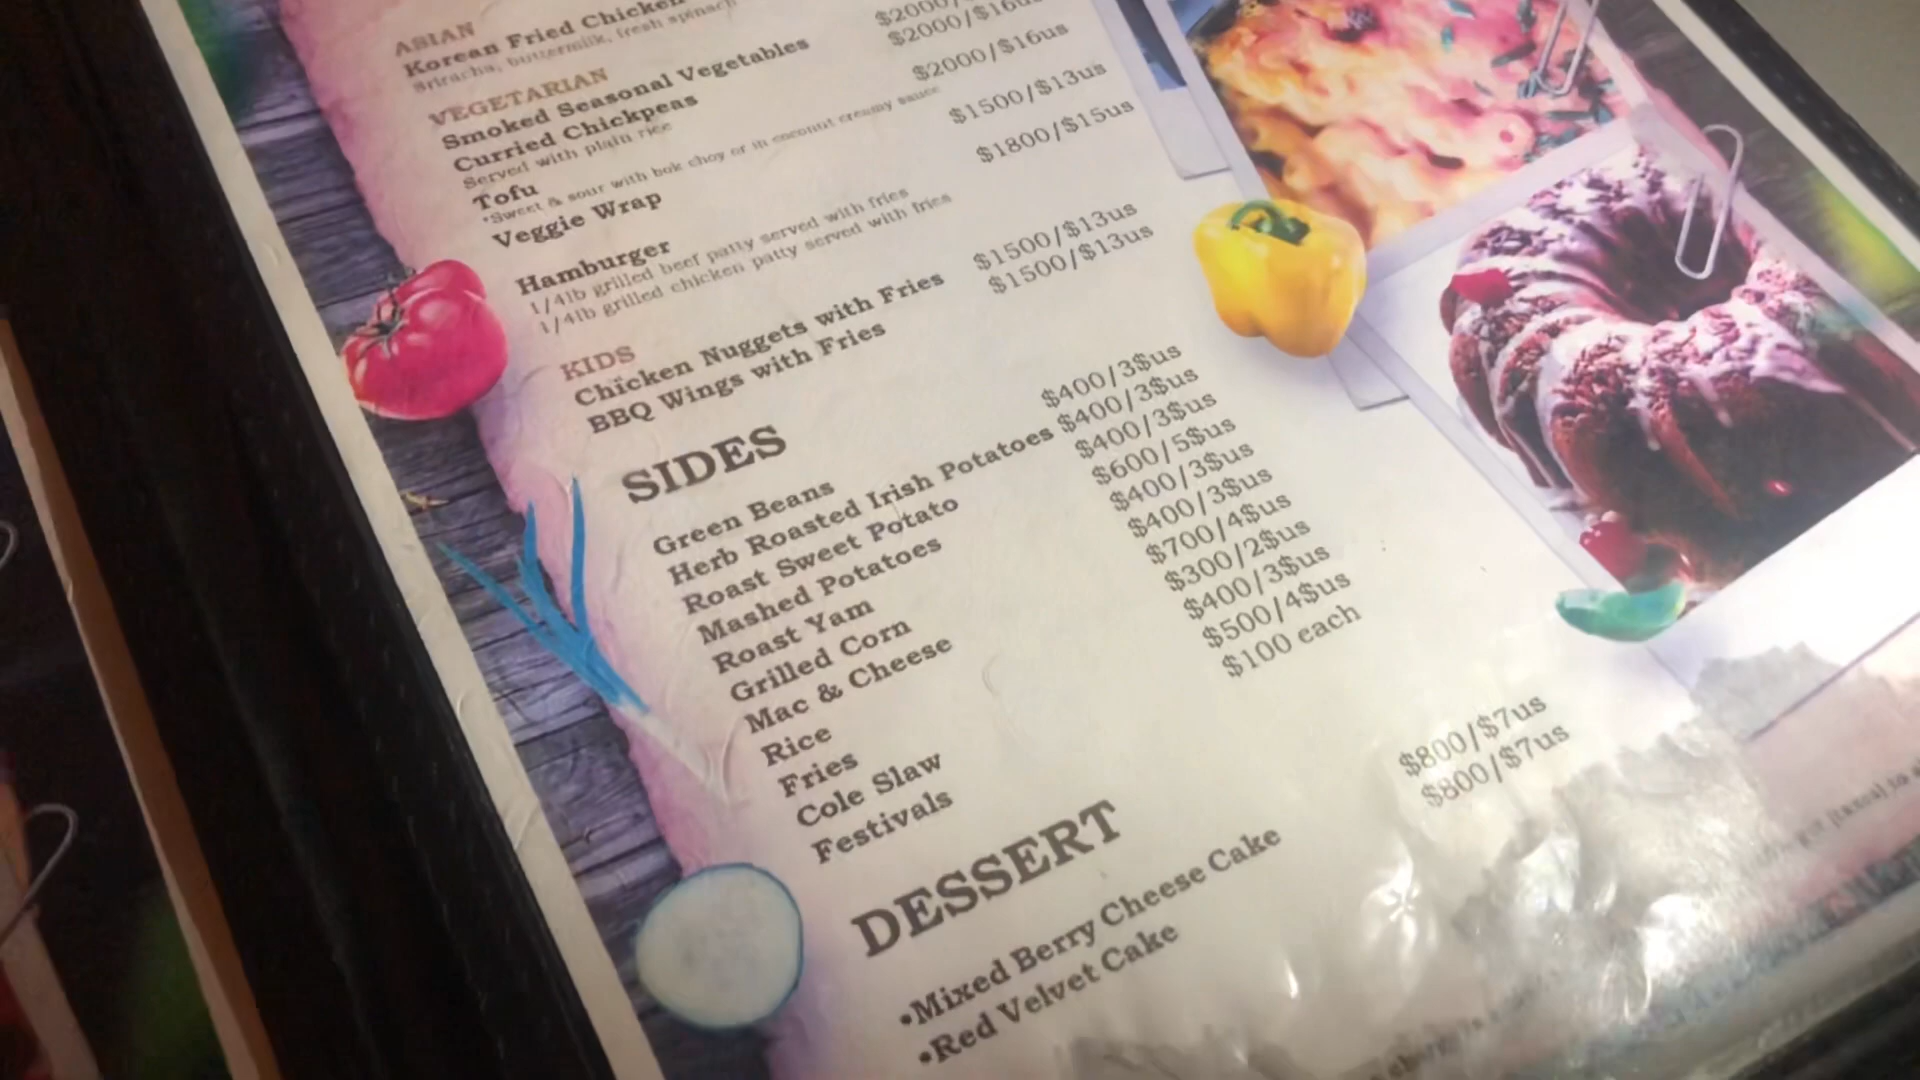 ASIAN
Korean Fried Chicken
Sriracha, buttermilk, fresh spinach
VEGETARIAN
Smoked Seasonal Vegetables $2000/
Curried Chickpeas $2000/$16us
Served with plain rice
Tofu $2000/$16us
*Sweet & sour with bok choy or in coconut creamy sauce
Veggie Wrap $1500/$13us
Hamburger $1800/$15us
1/4lb grilled beef patty served with fries
1/4lb grilled chicken patty served with fries
KIDS
Chicken Nuggets with Fries $1500/$13us
BBQ Wings with Fries $1500/$13us
SIDES
Green Beans $400/3$us
Herb Roasted Irish Potatoes $400/3$us
Roast Sweet Potato $400/3$us
Mashed Potatoes $600/5$us
Roast Yam $400/3$us
Grilled Corn $400/3$us
Mac & Cheese $700/4$us
Rice $300/2$us
Fries $400/3$us
Cole Slaw $500/4$us
Festivals $100 each
DESSERT
•Mixed Berry Cheese Cake $800/$7us
•Red Velvet Cake $800/$7us